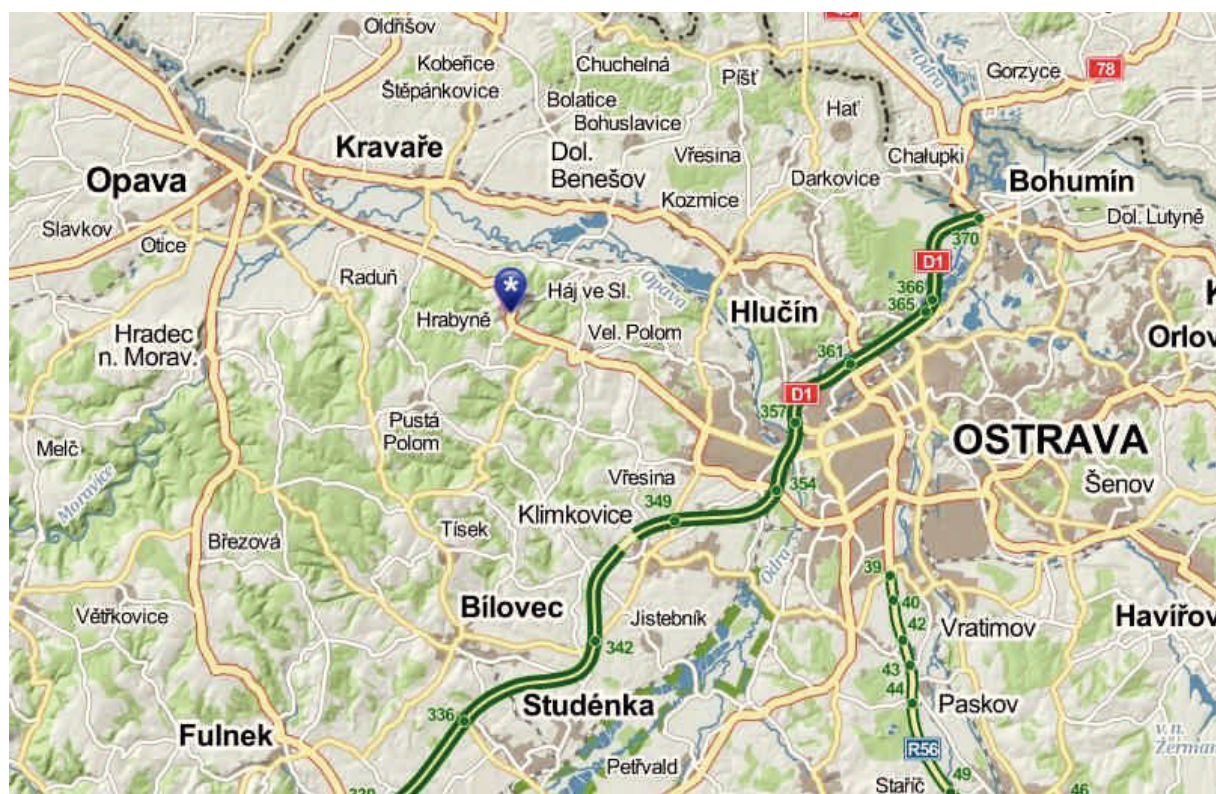 Oldřišov
Kobeřice
Chuchelná
Píšť
Gorzyce
78
Odra
Štěpánkovice
Bolatice
Hať
Bohuslavice
Kravaře
Dol.
Benešov
Vřesina
Chałupki
Opava
Darkovice
Bohumín
Kozmice
Dol. Lutyně
Slavkov
Otice
370
D1
Raduň
Háj ve Sl.
Opava
366
365
Hrabyně
Hlučín
Vel. Polom
Hradec
n. Morav.
361
Orlov
D1
357
Pustá
Polom
OSTRAVA
Melč
Moravice
Vřesina
354
Šenov
349
Klimkovice
Tísek
Březová
Odra
39
40
Větřkovice
Bílovec
Jistebník
42
Vratimov
Havířov
342
43
44
Studénka
Paskov
336
Fulnek
v. n.
Žerman
R56
Petřvald
Staříč
49
46